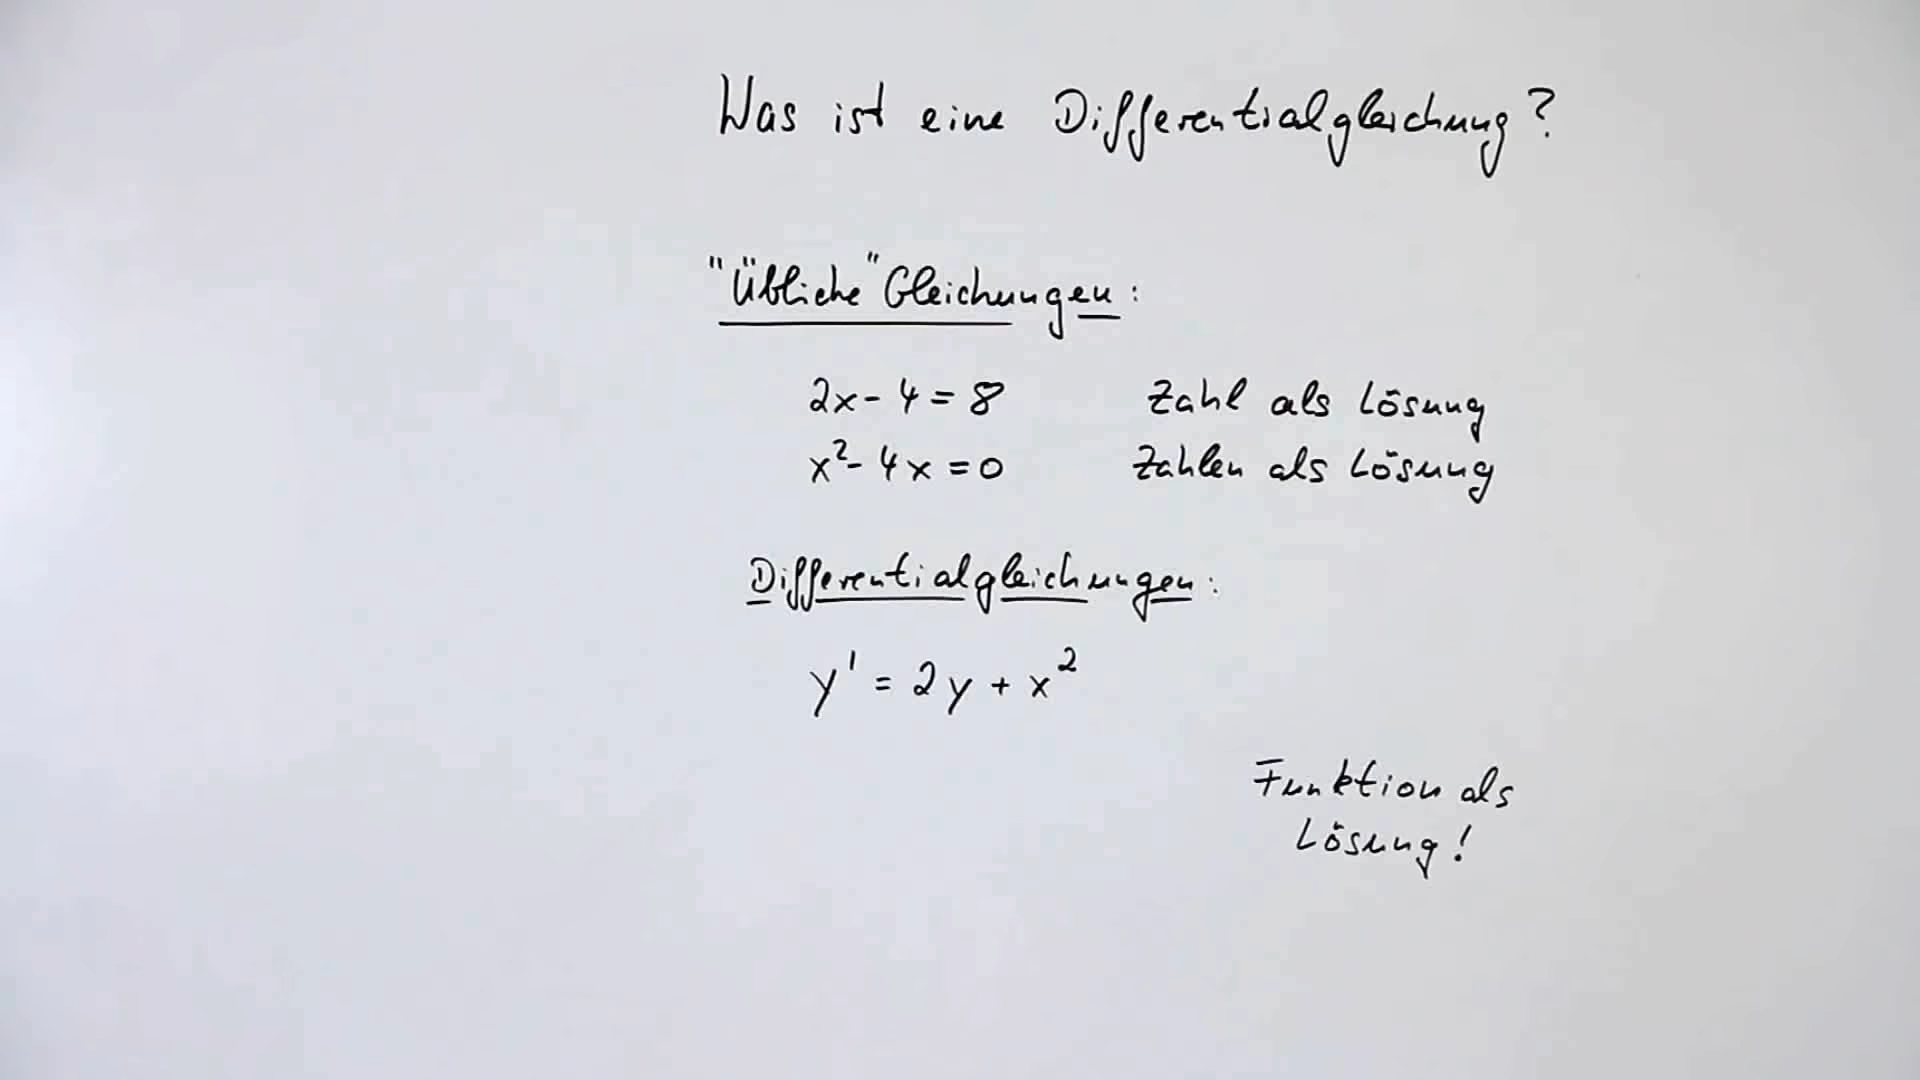 Was ist eine Differentialgleichung?
"Übliche" Gleichungen:
2x - 4 = 8 Zahl als Lösung
x² - 4x = 0 Zahlen als Lösung
Differentialgleichungen:
y' = 2y + x²
Funktion als
Lösung!